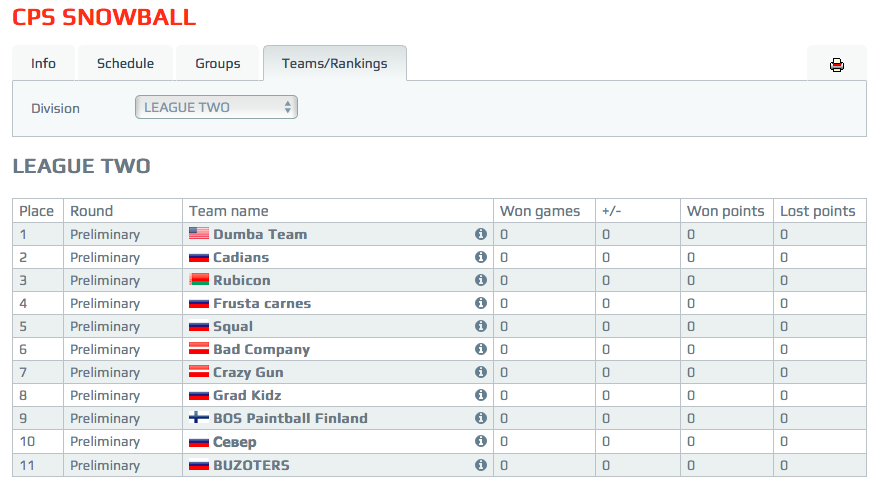 CPS SNOWBALL
Info Schedule Groups Teams/Rankings
Division LEAGUE TWO
LEAGUE TWO
Place Round Team name Won games +/- Won points Lost points
1 Preliminary Dumba Team 0 0 0 0
2 Preliminary Cadians 0 0 0 0
3 Preliminary Rubicon 0 0 0 0
4 Preliminary Frusta carnes 0 0 0 0
5 Preliminary Squal 0 0 0 0
6 Preliminary Bad Company 0 0 0 0
7 Preliminary Crazy Gun 0 0 0 0
8 Preliminary Grad Kidz 0 0 0 0
9 Preliminary BOS Paintball Finland 0 0 0 0
10 Preliminary Север 0 0 0 0
11 Preliminary BUZOTERS 0 0 0 0